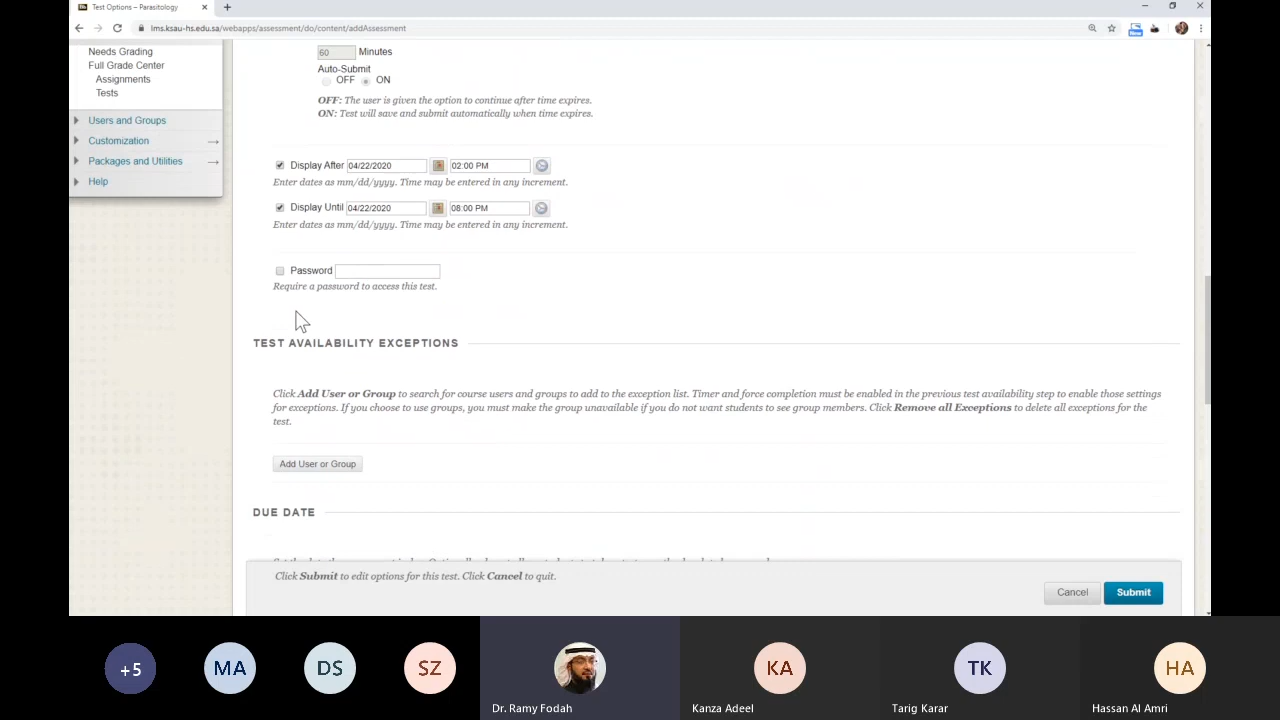 Test Options – Parasitology
lms.ksau-hs.edu.sa/webapps/assessment/do/content/addAssessment
New
Needs Grading
Full Grade Center
Assignments
Tests
Users and Groups
Customization
Packages and Utilities
Help
60 Minutes
Auto-Submit
OFF ON
OFF: The user is given the option to continue after time expires.
ON: Test will save and submit automatically when time expires.
Display After 04/22/2020 02:00 PM
Enter dates as mm/dd/yyyy. Time may be entered in any increment.
Display Until 04/22/2020 08:00 PM
Enter dates as mm/dd/yyyy. Time may be entered in any increment.
Password
Require a password to access this test.
TEST AVAILABILITY EXCEPTIONS
Click Add User or Group to search for course users and groups to add to the exception list. Timer and force completion must be enabled in the previous test availability step to enable those settings
for exceptions. If you choose to use groups, you must make the group unavailable if you do not want students to see group members. Click Remove all Exceptions to delete all exceptions for the
test.
Add User or Group
DUE DATE
Click Submit to edit options for this test. Click Cancel to quit.
Cancel Submit
+5 MA DS SZ KA TK HA
Dr. Ramy Fodah Kanza Adeel Tarig Karar Hassan Al Amri